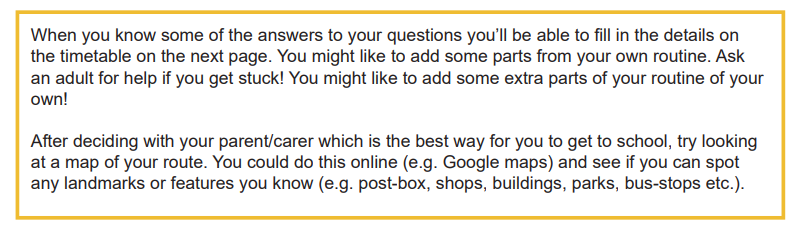 When you know some of the answers to your questions you'll be able to fill in the details on
the timetable on the next page. You might like to add some parts from your own routine. Ask
an adult for help if you get stuck! You might like to add some extra parts of your routine of your
own!
After deciding with your parent/carer which is the best way for you to get to school, try looking
at a map of your route. You could do this online (e.g. Google maps) and see if you can spot
any landmarks or features you know (e.g. post-box, shops, buildings, parks, bus-stops etc.).